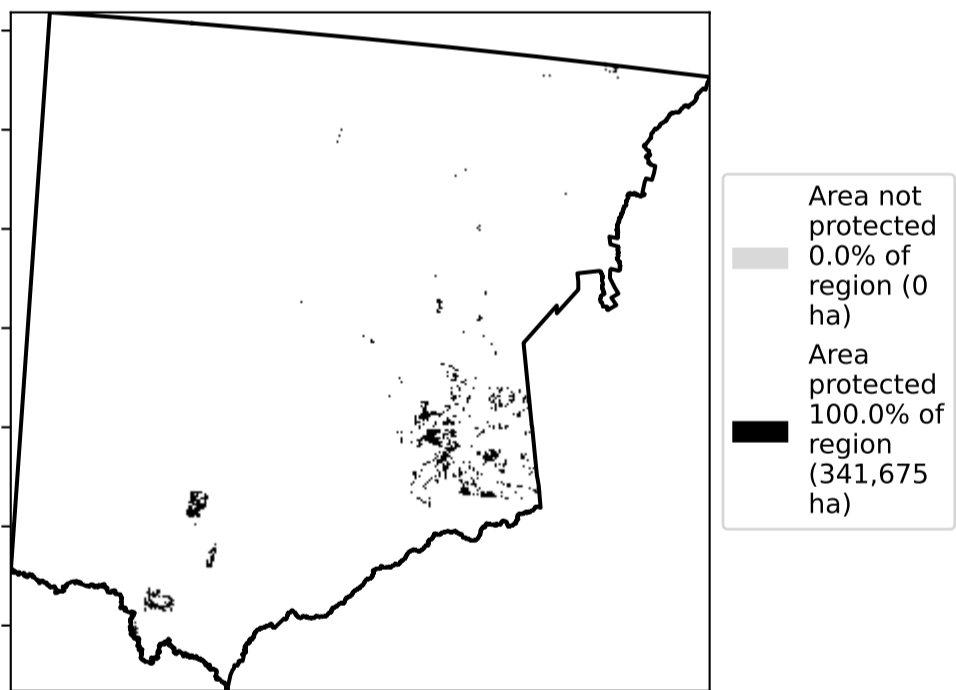 Area not
protected
0.0% of
region (0
ha)
Area
protected
100.0% of
region
(341,675
ha)